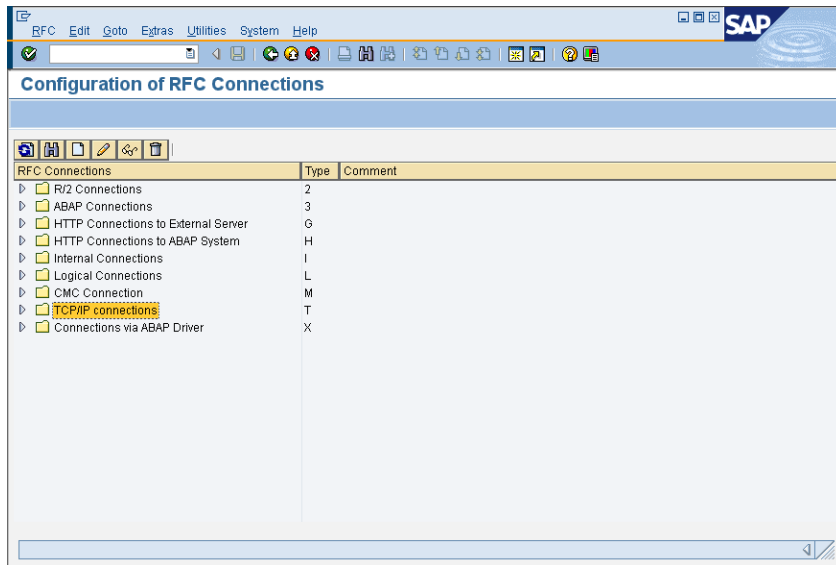 RFC Edit Goto Extras Utilities System Help
SAP
Configuration of RFC Connections
RFC Connections Type Comment
R/2 Connections 2
ABAP Connections 3
HTTP Connections to External Server G
HTTP Connections to ABAP System H
Internal Connections I
Logical Connections L
CMC Connection M
TCP/IP connections T
Connections via ABAP Driver X